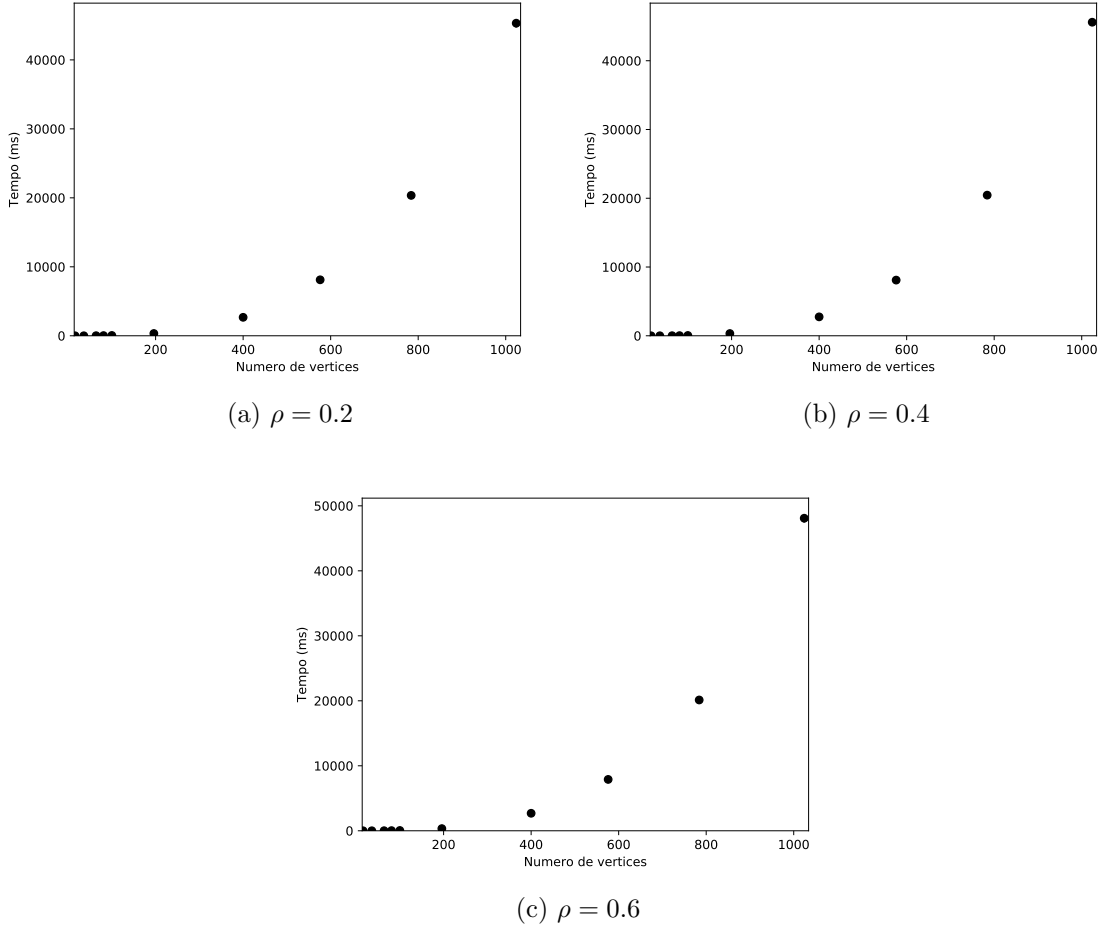 40000
30000
20000
10000
0
Tempo (ms)
200 400 600 800 1000
Numero de vertices
(a) ρ = 0.2
40000
30000
20000
10000
0
Tempo (ms)
200 400 600 800 1000
Numero de vertices
(b) ρ = 0.4
50000
40000
30000
20000
10000
0
Tempo (ms)
200 400 600 800 1000
Numero de vertices
(c) ρ = 0.6